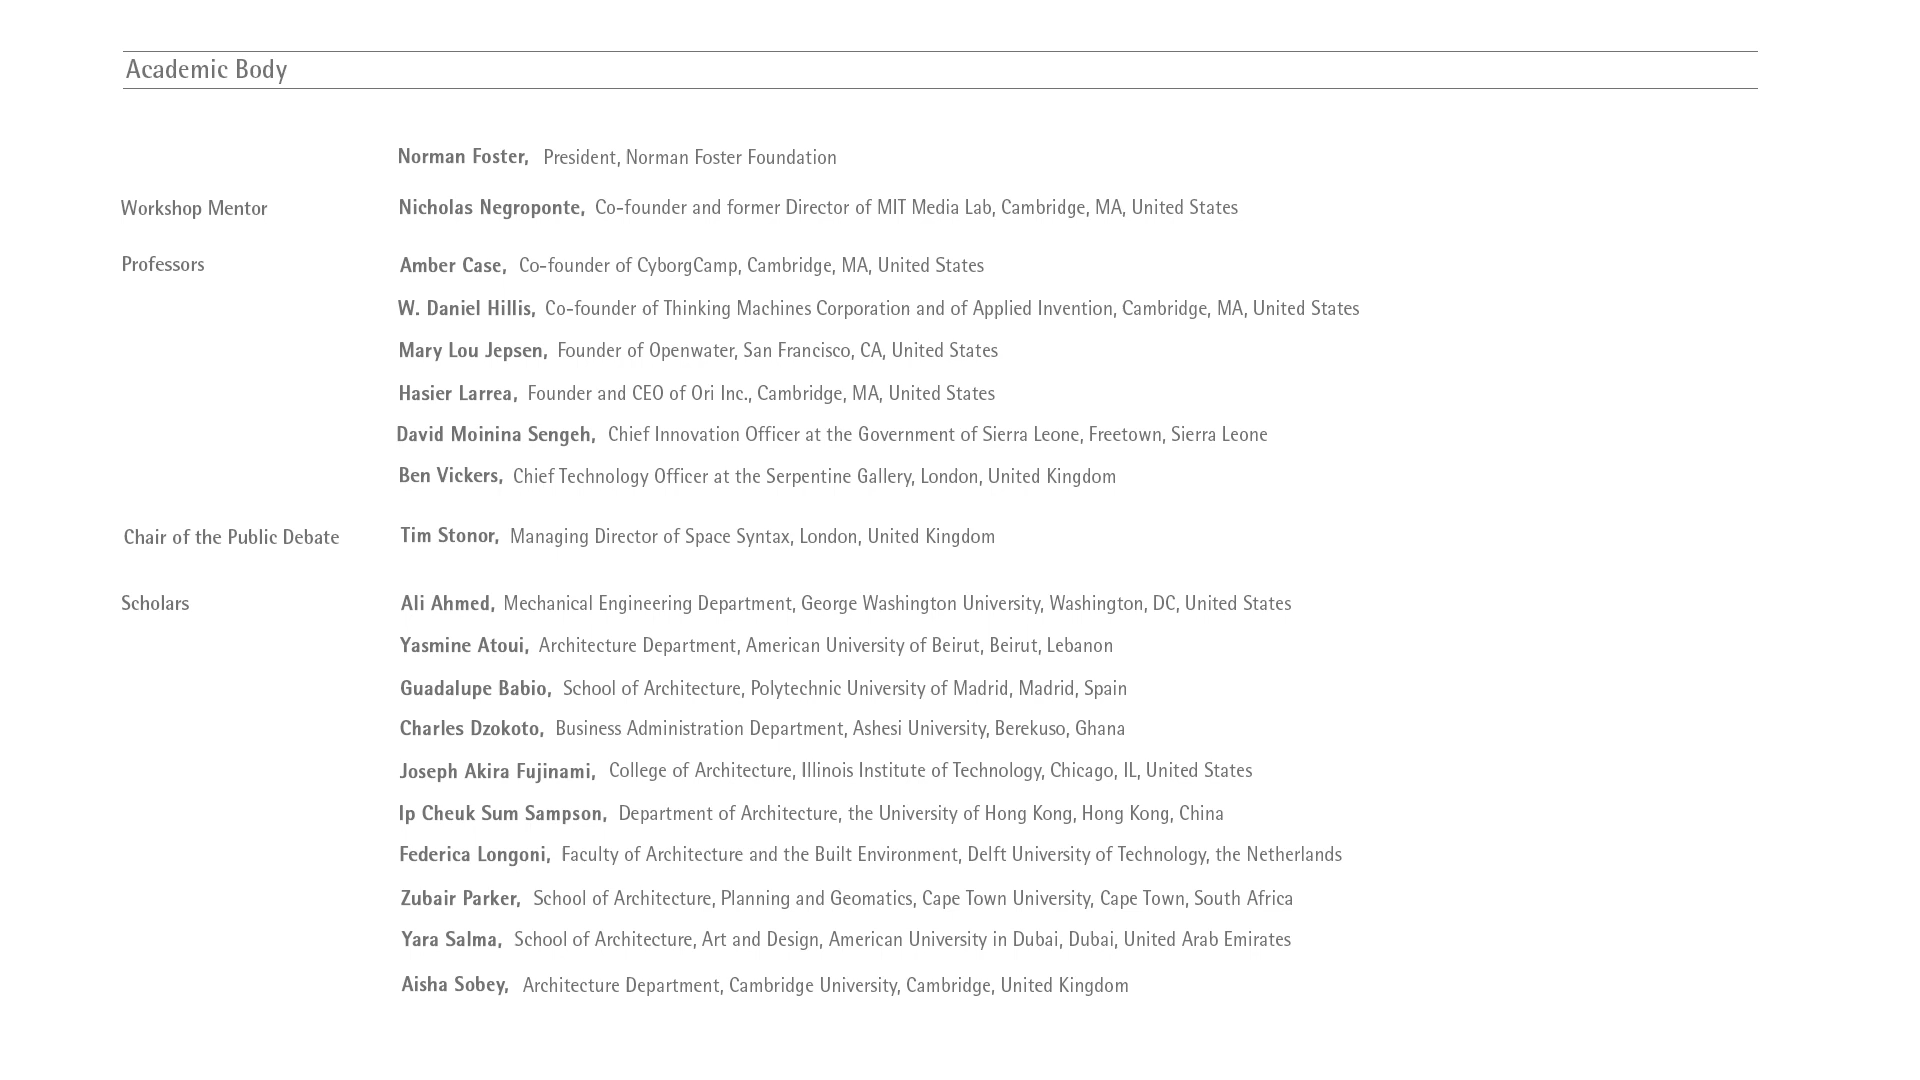 Academic Body
Norman Foster, President, Norman Foster Foundation
Workshop Mentor Nicholas Negroponte, Co-founder and former Director of MIT Media Lab, Cambridge, MA, United States
Professors Amber Case, Co-founder of CyborgCamp, Cambridge, MA, United States
W. Daniel Hillis, Co-founder of Thinking Machines Corporation and of Applied Invention, Cambridge, MA, United States
Mary Lou Jepsen, Founder of Openwater, San Francisco, CA, United States
Hasier Larrea, Founder and CEO of Ori Inc., Cambridge, MA, United States
David Moinina Sengeh, Chief Innovation Officer at the Government of Sierra Leone, Freetown, Sierra Leone
Ben Vickers, Chief Technology Officer at the Serpentine Gallery, London, United Kingdom
Chair of the Public Debate Tim Stonor, Managing Director of Space Syntax, London, United Kingdom
Scholars Ali Ahmed, Mechanical Engineering Department, George Washington University, Washington, DC, United States
Yasmine Atoui, Architecture Department, American University of Beirut, Beirut, Lebanon
Guadalupe Babio, School of Architecture, Polytechnic University of Madrid, Madrid, Spain
Charles Dzokoto, Business Administration Department, Ashesi University, Berekuso, Ghana
Joseph Akira Fujinami, College of Architecture, Illinois Institute of Technology, Chicago, IL, United States
Ip Cheuk Sum Sampson, Department of Architecture, the University of Hong Kong, Hong Kong, China
Federica Longoni, Faculty of Architecture and the Built Environment, Delft University of Technology, the Netherlands
Zubair Parker, School of Architecture, Planning and Geomatics, Cape Town University, Cape Town, South Africa
Yara Salma, School of Architecture, Art and Design, American University in Dubai, Dubai, United Arab Emirates
Aisha Sobey, Architecture Department, Cambridge University, Cambridge, United Kingdom